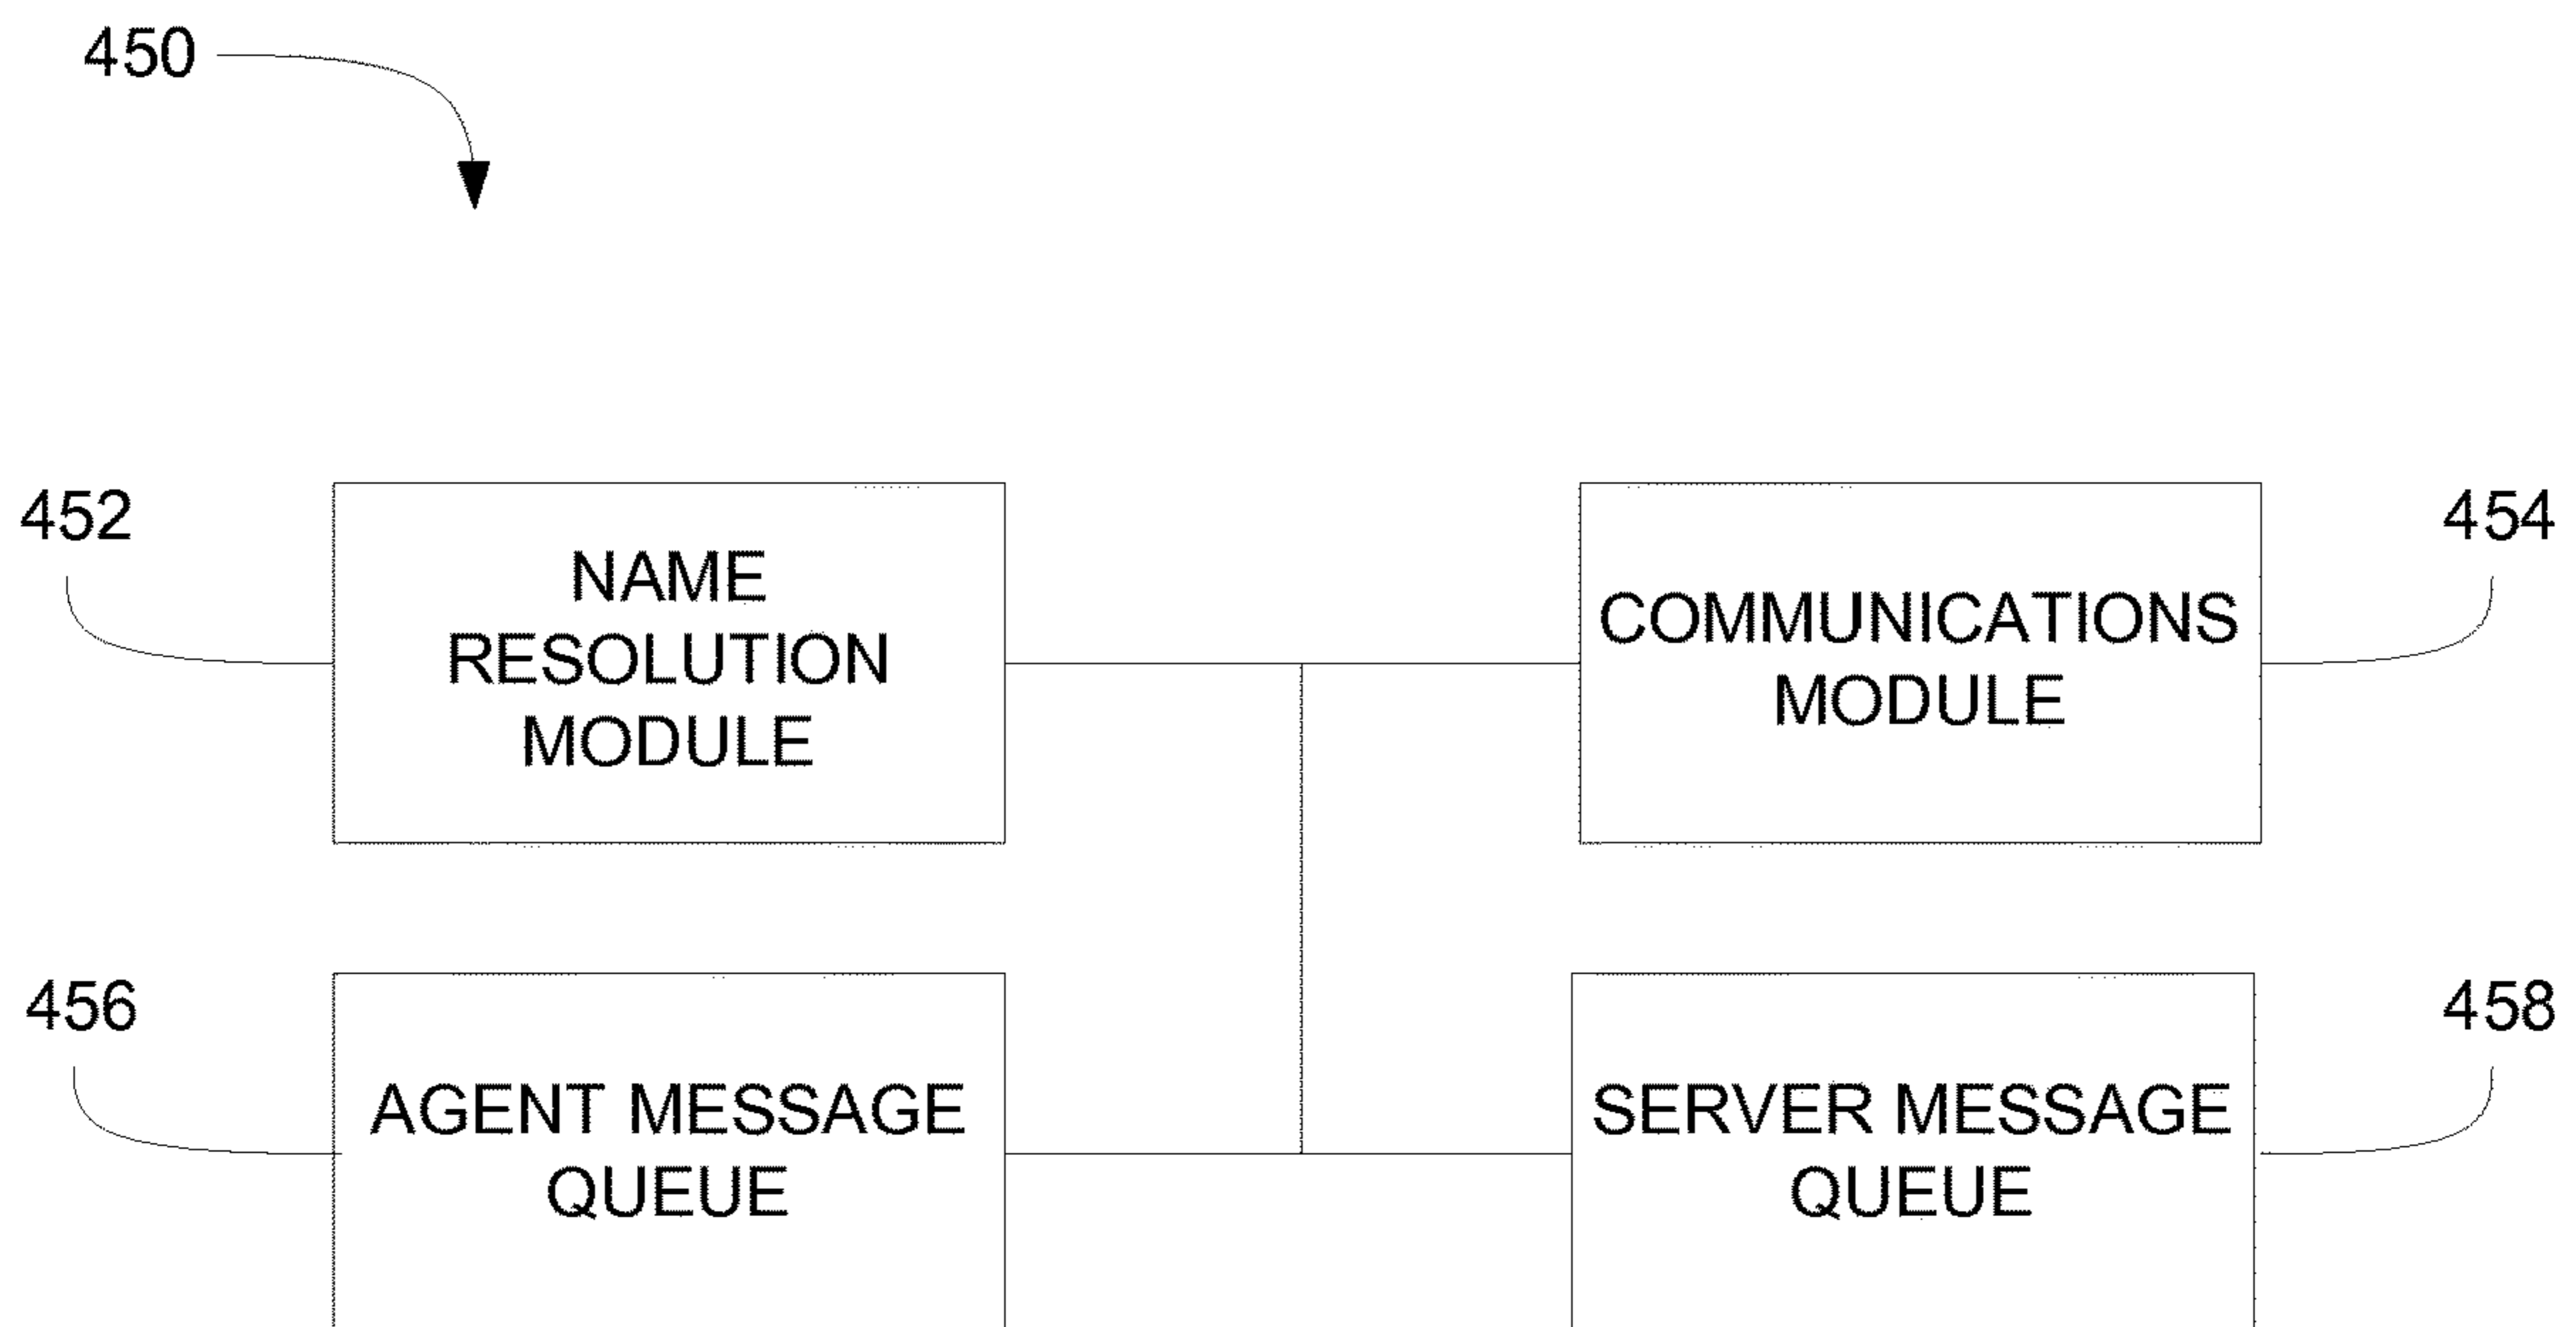 450
452
NAME
RESOLUTION
MODULE
COMMUNICATIONS
MODULE
454
456
AGENT MESSAGE
QUEUE
SERVER MESSAGE
QUEUE
458